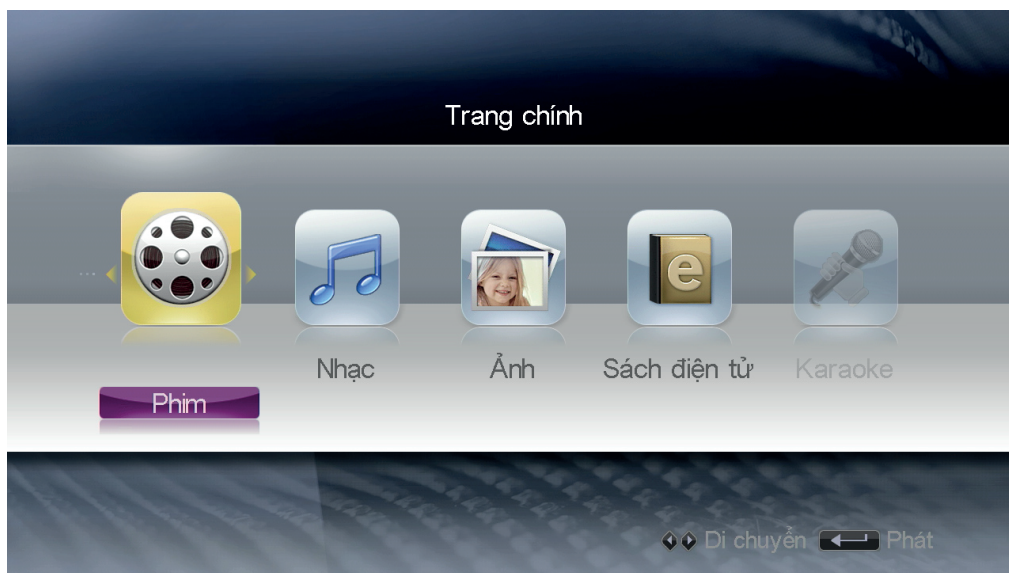 Trang chính
e
Nhạc Ảnh Sách điện tử Karaoke
Phim
Di chuyển Phát